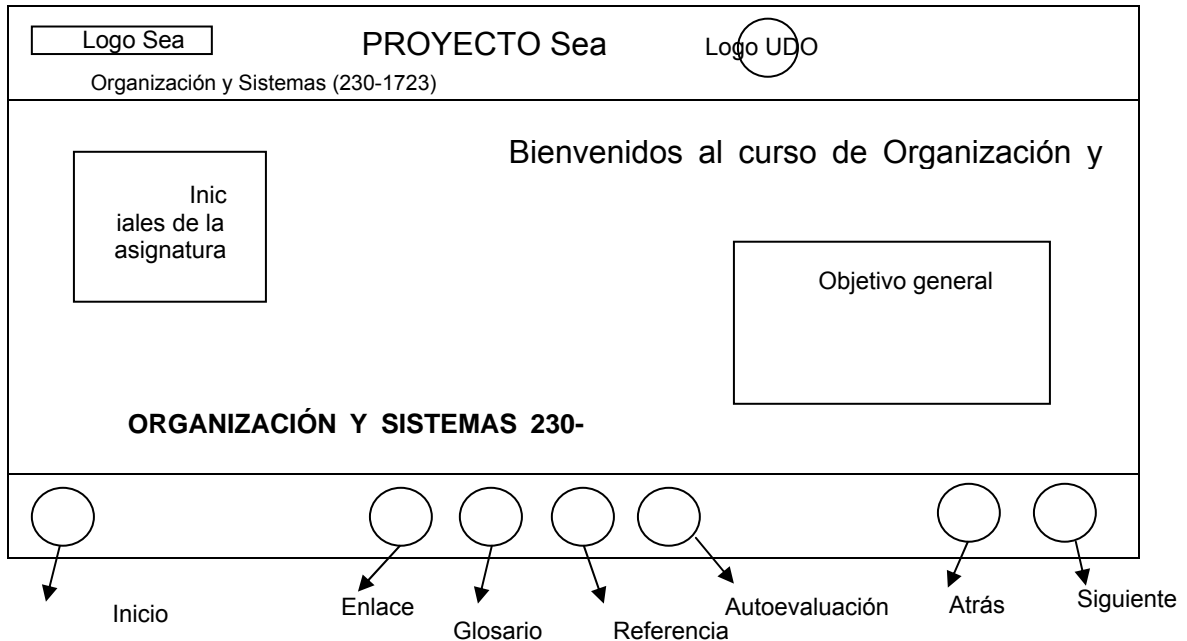 Logo Sea
PROYECTO Sea
Logo UDO
Organización y Sistemas (230-1723)
Bienvenidos al curso de Organización y
Inic
iales de la
asignatura
Objetivo general
ORGANIZACIÓN Y SISTEMAS 230-
Inicio
Enlace
Glosario
Referencia
Autoevaluación
Atrás
Siguiente